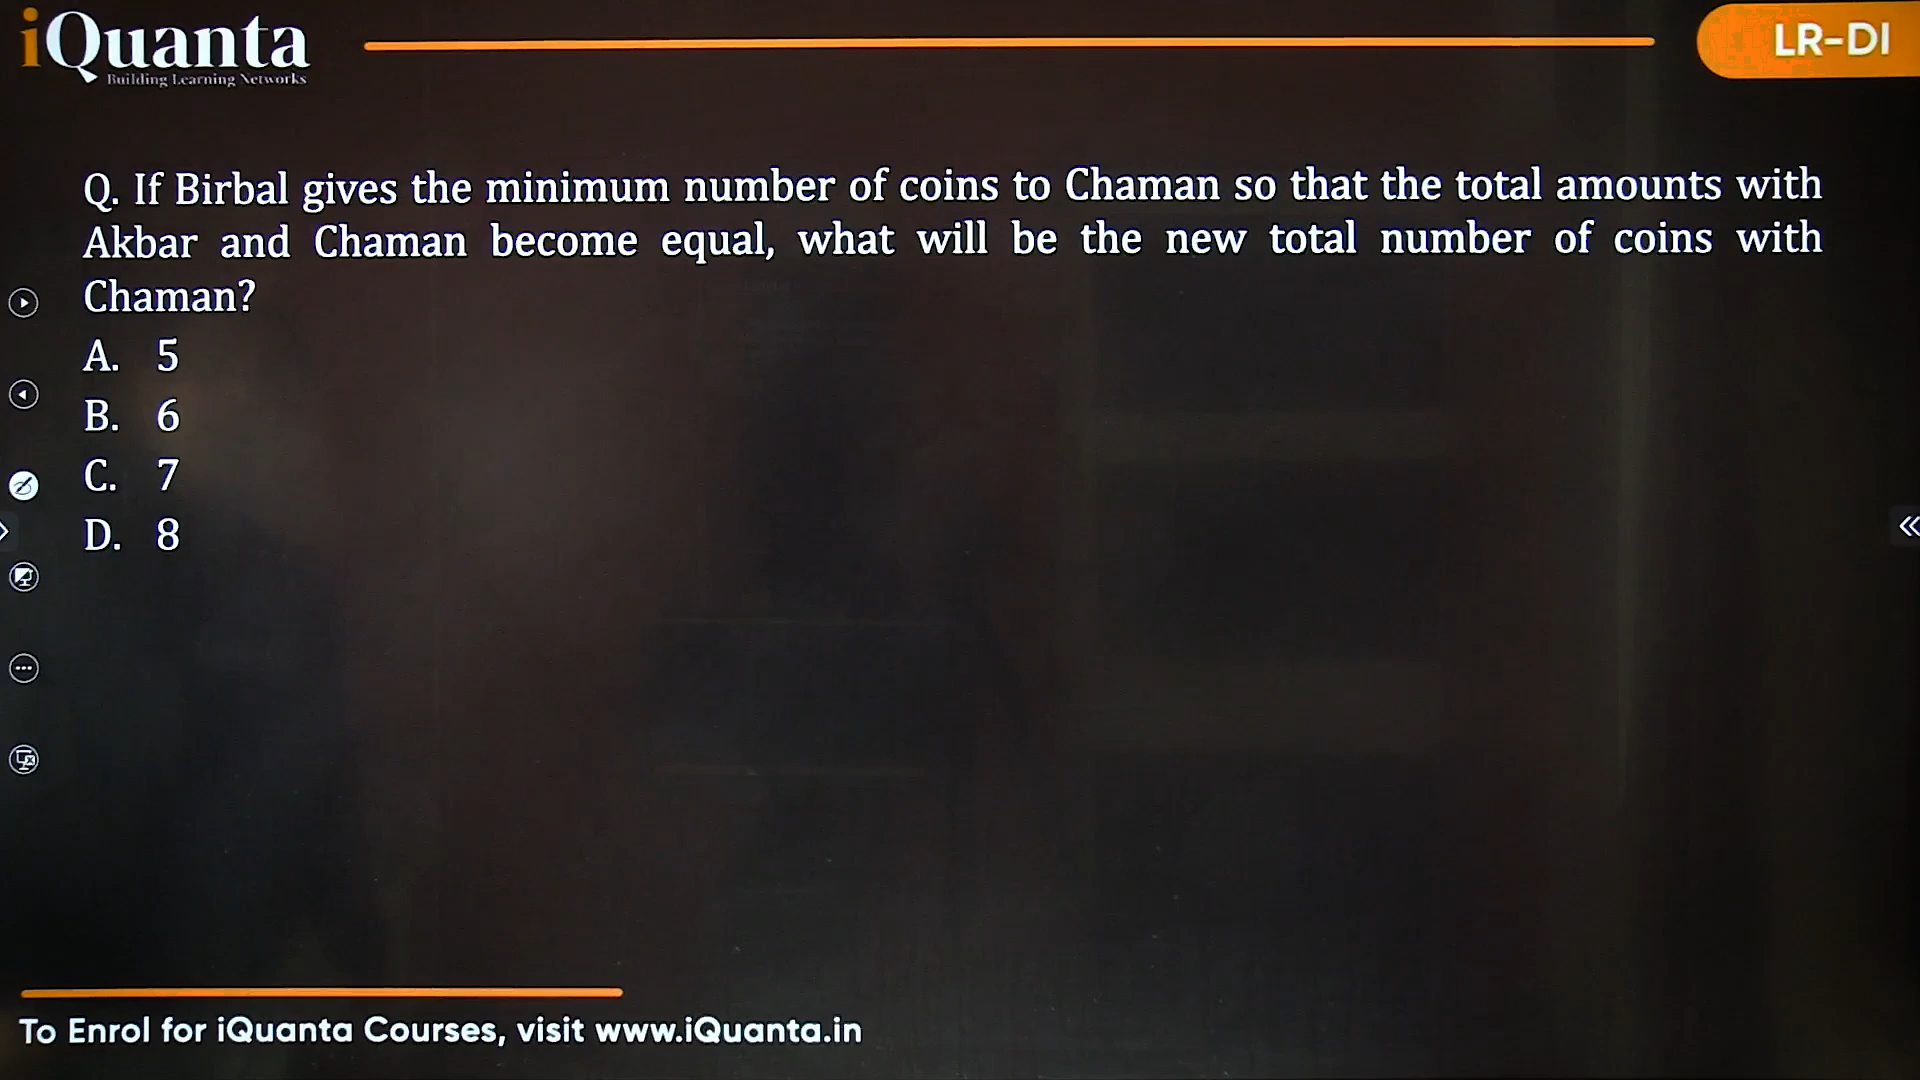 iQuanta
Building Learning Networks
LR-DI
Q. If Birbal gives the minimum number of coins to Chaman so that the total amounts with
Akbar and Chaman become equal, what will be the new total number of coins with
Chaman?
A. 5
B. 6
C. 7
D. 8
To Enrol for iQuanta Courses, visit www.iQuanta.in